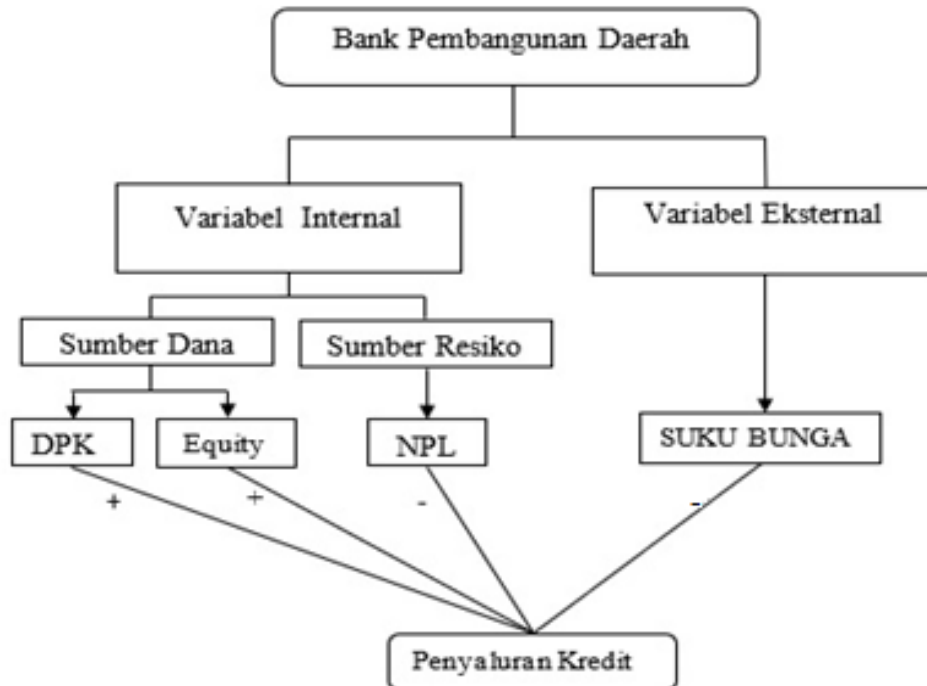 Bank Pembangunan Daerah
Variabel Internal
Variabel Eksternal
Sumber Dana
Sumber Resiko
DPK
Equity
NPL
SUKU BUNGA
+
+
-
-
Penyaluran Kredit